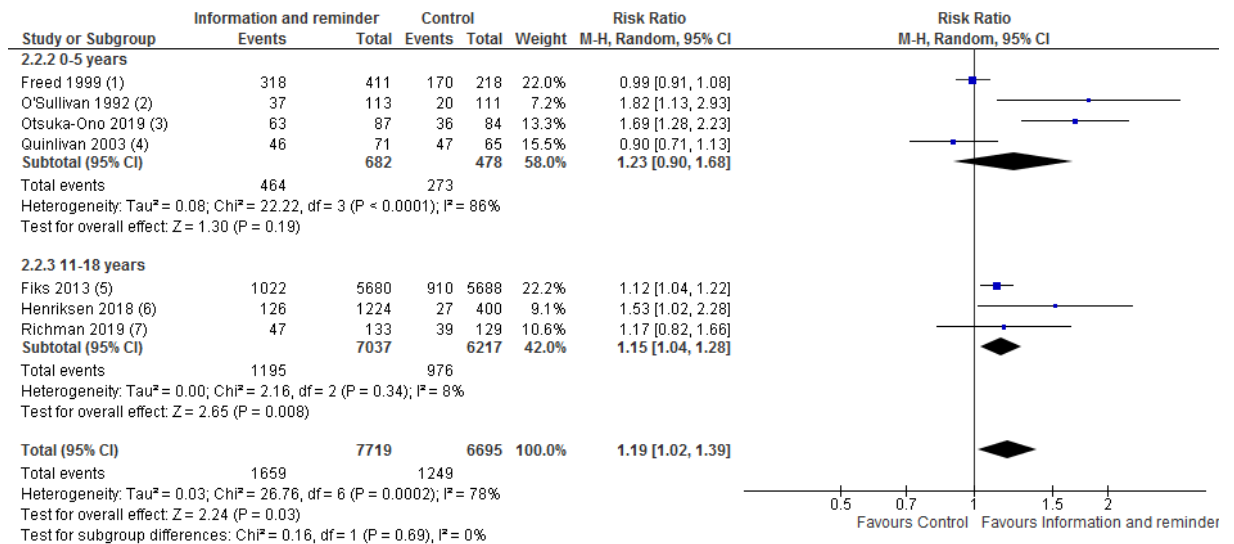 Information and reminder Control Risk Ratio Risk Ratio
Study or Subgroup Events Total Events Total Weight M-H, Random, 95% CI M-H, Random, 95% CI
2.2.2 0-5 years
Freed 1999 (1) 318 411 170 218 22.0% 0.99 [0.91, 1.08]
O'Sullivan 1992 (2) 37 113 20 111 7.2% 1.82 [1.13, 2.93]
Otsuka-Ono 2019 (3) 63 87 36 84 13.3% 1.69 [1.28, 2.23]
Quinlivan 2003 (4) 46 71 47 65 15.5% 0.90 [0.71, 1.13]
Subtotal (95% CI) 682 478 58.0% 1.23 [0.90, 1.68]
Total events 464 273
Heterogeneity: Tau² = 0.08; Chi² = 22.22, df = 3 (P < 0.0001); I² = 86%
Test for overall effect: Z = 1.30 (P = 0.19)
2.2.3 11-18 years
Fiks 2013 (5) 1022 5680 910 5688 22.2% 1.12 [1.04, 1.22]
Henriksen 2018 (6) 126 1224 27 400 9.1% 1.53 [1.02, 2.28]
Richman 2019 (7) 47 133 39 129 10.6% 1.17 [0.82, 1.66]
Subtotal (95% CI) 7037 6217 42.0% 1.15 [1.04, 1.28]
Total events 1195 976
Heterogeneity: Tau² = 0.00; Chi² = 2.16, df = 2 (P = 0.34); I² = 8%
Test for overall effect: Z = 2.65 (P = 0.008)
Total (95% CI) 7719 6695 100.0% 1.19 [1.02, 1.39]
Total events 1659 1249
Heterogeneity: Tau² = 0.03; Chi² = 26.76, df = 6 (P = 0.0002); I² = 78%
Test for overall effect: Z = 2.24 (P = 0.03)
Test for subgroup differences: Chi² = 0.16, df = 1 (P = 0.69), I² = 0%
0.5 0.7 1 1.5 2
Favours Control Favours Information and reminder